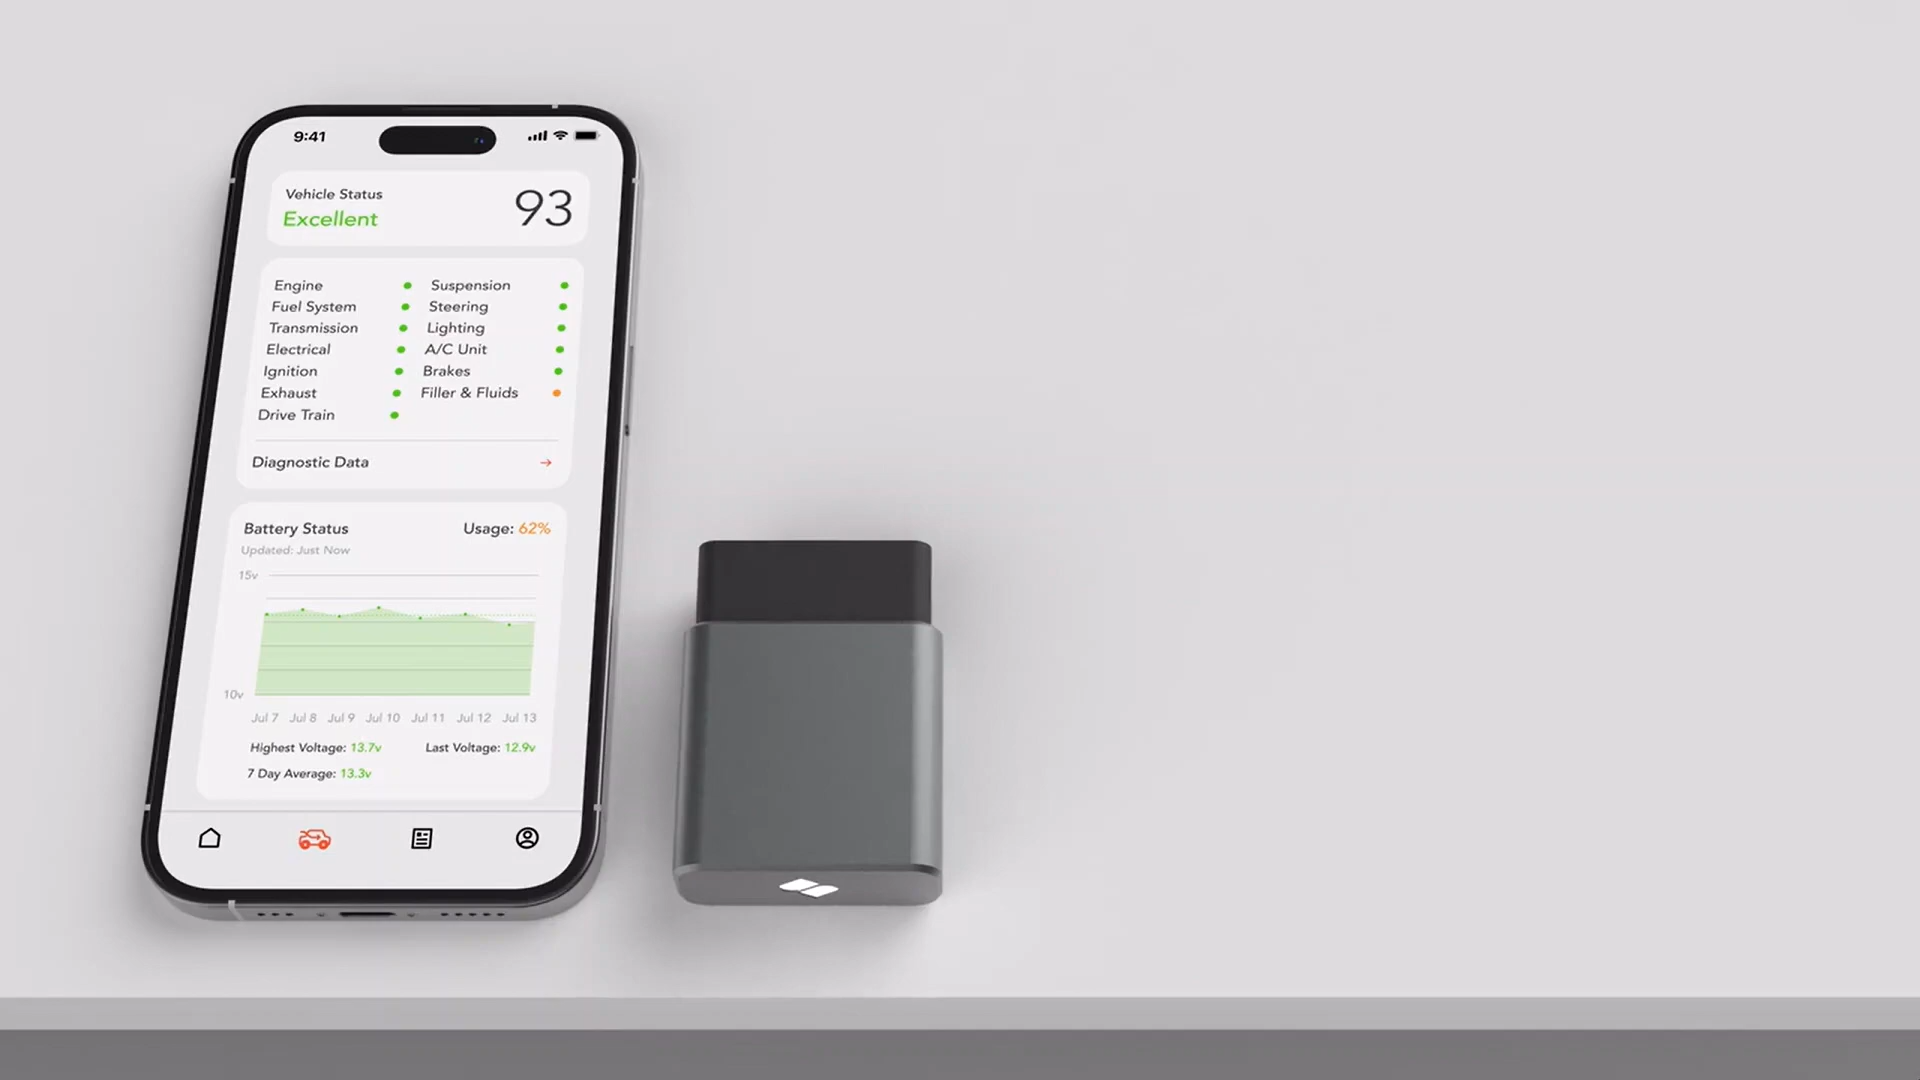 9:41
Vehicle Status
Excellent
93
Engine
Suspension
Fuel System
Steering
Transmission
Lighting
Electrical
A/C Unit
Ignition
Brakes
Exhaust
Filler & Fluids
Drive Train
Diagnostic Data
Battery Status
Usage: 62%
Updated: Just Now
15v
10v
Jul 7 Jul 8 Jul 9 Jul 10 Jul 11 Jul 12 Jul 13
Highest Voltage: 13.7v
Last Voltage: 12.9v
7 Day Average: 13.3v